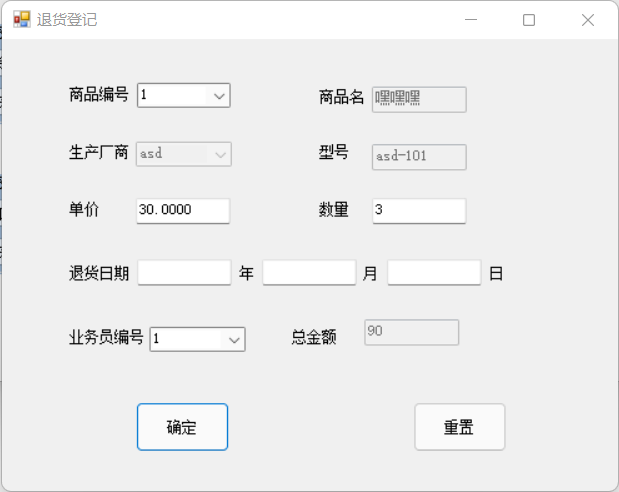 退货登记
商品编号 1 商品名 嘿嘿嘿
生产厂商 asd 型号 asd-101
单价 30.0000 数量 3
退货日期 年 月 日
业务员编号 1 总金额 90
确定 重置